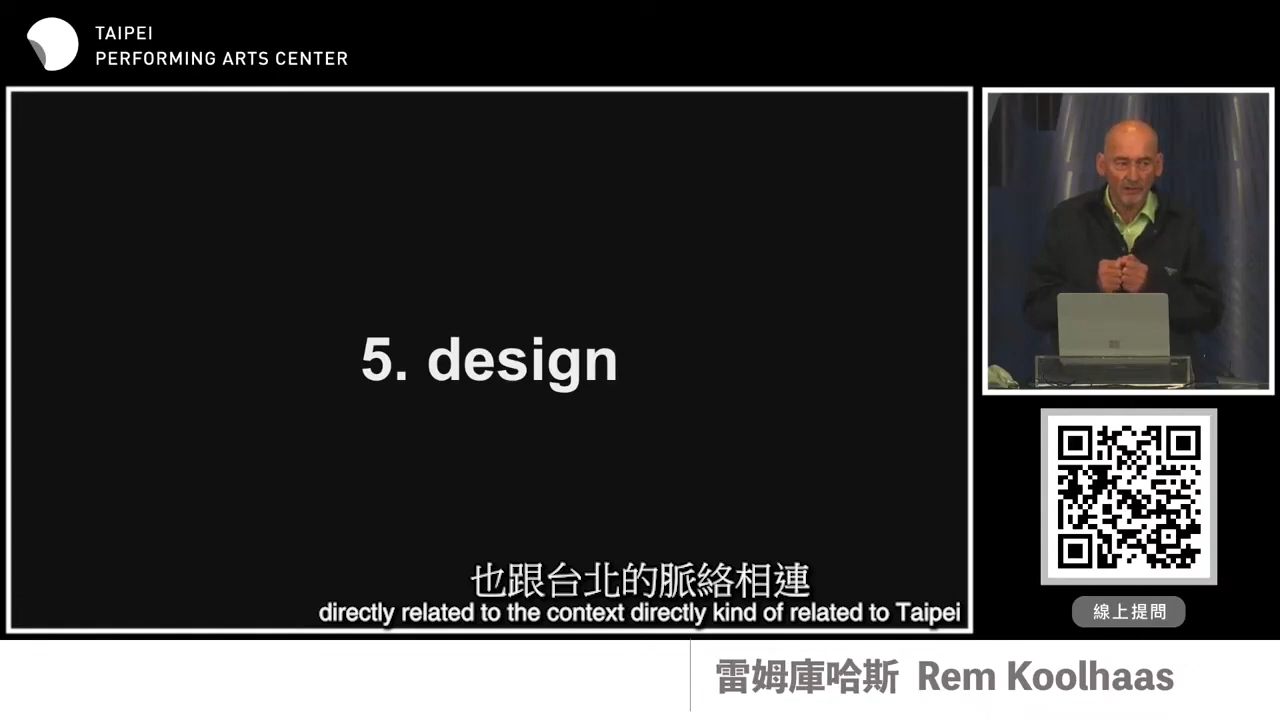 TAIPEI
PERFORMING ARTS CENTER
5. design
也跟台北的脈絡相連
directly related to the context directly kind of related to Taipei
線上提問
雷姆庫哈斯 Rem Koolhaas